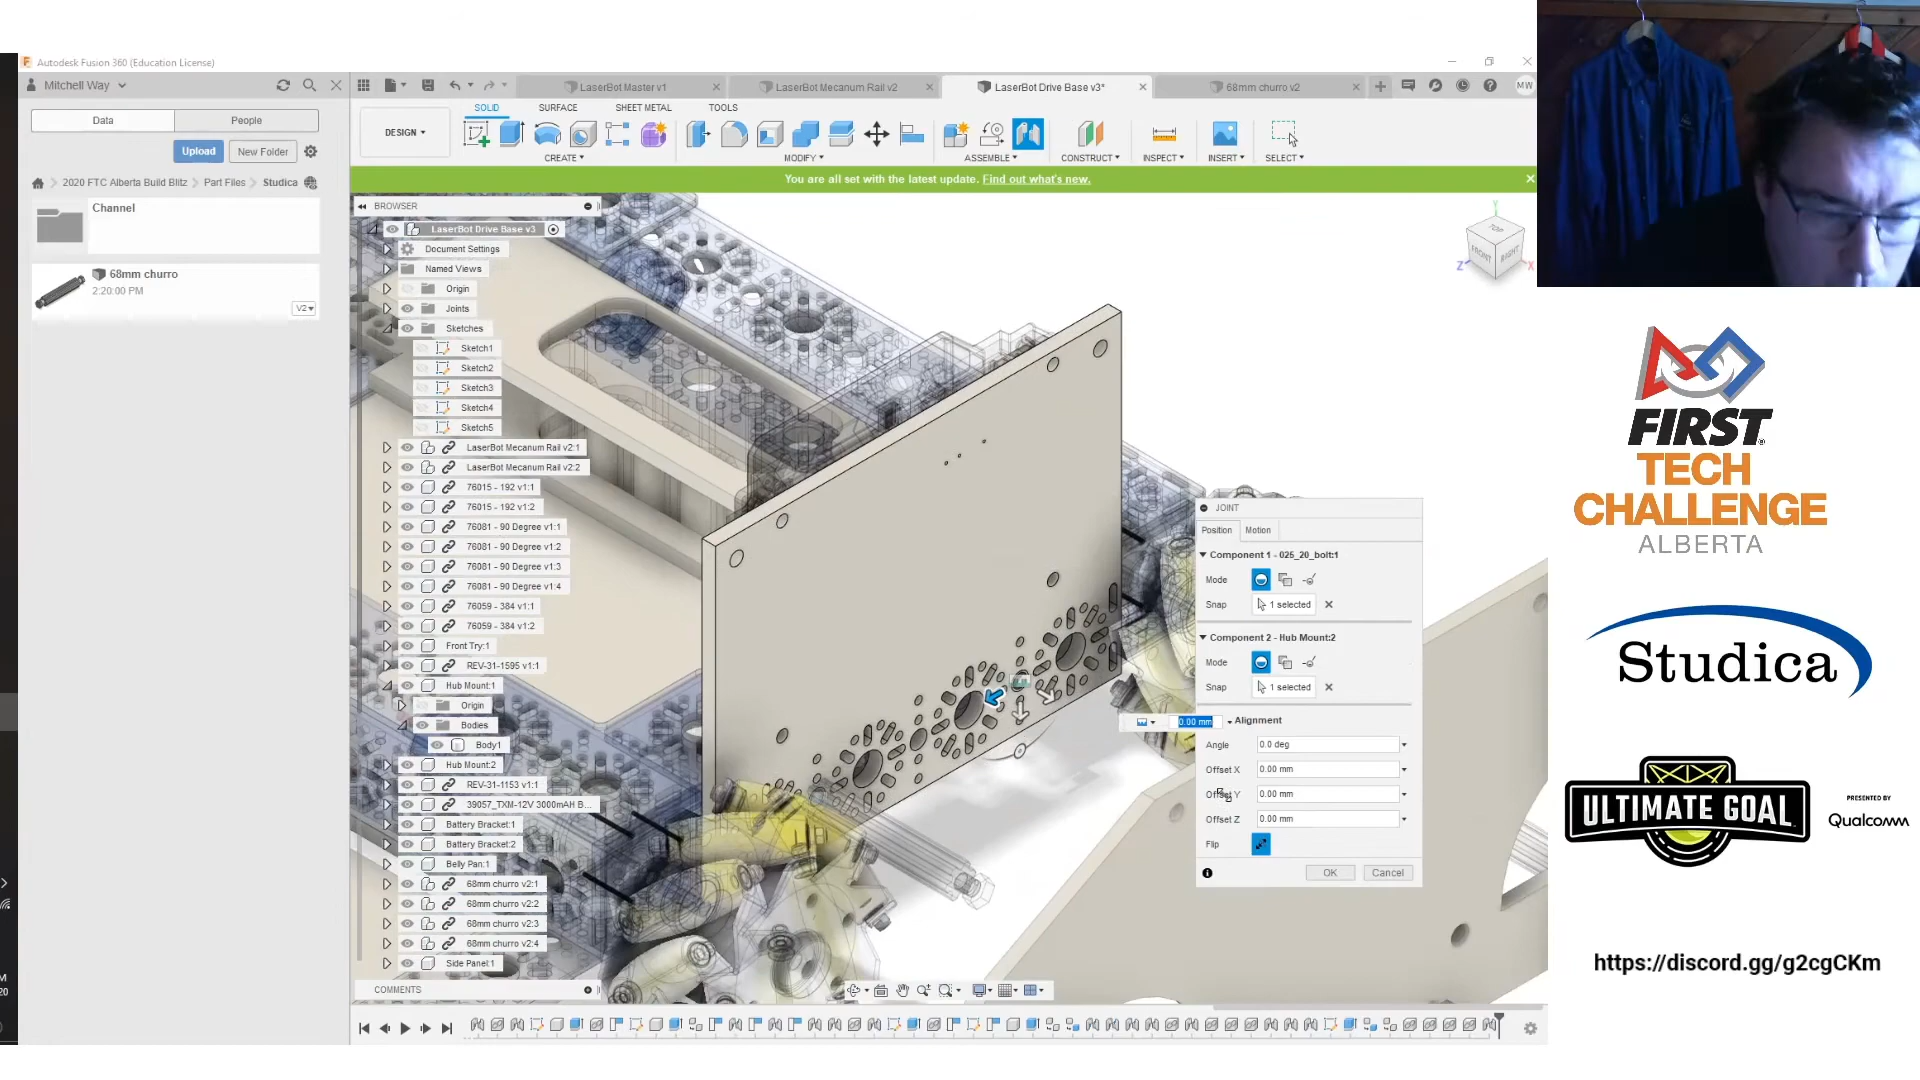 Autodesk Fusion 360 (Education License)
Mitchell Way
LaserBot Master v1
LaserBot Mecanum Rail v2
LaserBot Drive Base v3*
68mm churro v2
MW
Data
People
Upload
New Folder
2020 FTC Alberta Build Blitz
Part Files
Studica
Channel
68mm churro
2:20:00 PM
V2
DESIGN
SOLID
SURFACE
SHEET METAL
TOOLS
CREATE
MODIFY
ASSEMBLE
CONSTRUCT
INSPECT
INSERT
SELECT
You are all set with the latest update. Find out what's new.
BROWSER
LaserBot Drive Base v3
Document Settings
Named Views
Origin
Joints
Sketches
Sketch1
Sketch2
Sketch3
Sketch4
Sketch5
LaserBot Mecanum Rail v2:1
LaserBot Mecanum Rail v2:2
76015 - 192 v1:1
76015 - 192 v1:2
76081 - 90 Degree v1:1
76081 - 90 Degree v1:2
76081 - 90 Degree v1:3
76081 - 90 Degree v1:4
76059 - 384 v1:1
76059 - 384 v1:2
Front Try:1
REV-31-1595 v1:1
Hub Mount:1
Origin
Bodies
Body1
Hub Mount:2
REV-31-1153 v1:1
39057_TXM-12V 3000mAH B...
Battery Bracket:1
Battery Bracket:2
Belly Pan:1
68mm churro v2:1
68mm churro v2:2
68mm churro v2:3
68mm churro v2:4
Side Panel:1
COMMENTS
TOP
FRONT
RIGHT
Y
Z
X
JOINT
Position
Motion
Component 1 - 025_20_bolt:1
Mode
Snap
1 selected
Component 2 - Hub Mount:2
Mode
Snap
1 selected
0.00 mm
Alignment
Angle
0.0 deg
Offset X
0.00 mm
Offset Y
0.00 mm
Offset Z
0.00 mm
Flip
OK
Cancel
M
20
FIRST
TECH
CHALLENGE
ALBERTA
Studica
ULTIMATE GOAL
PRESENTED BY
Qualcomm
https://discord.gg/g2cgCKm